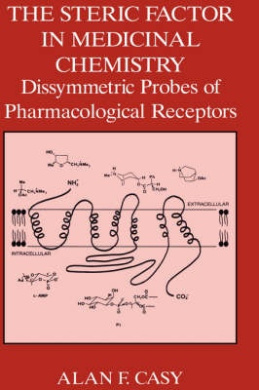 THE STERIC FACTOR
IN MEDICINAL
CHEMISTRY
Dissymmetric Probes of
Pharmacological Receptors
EXTRACELLULAR
INTRACELLULAR
ALAN F. CASY